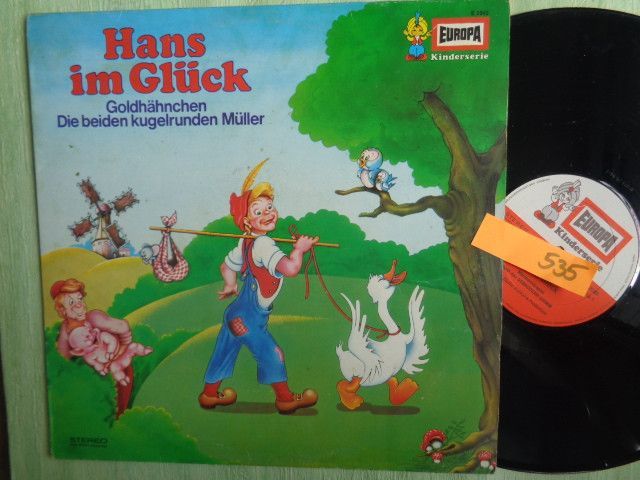 Hans
im Glück
Goldhähnchen
Die beiden kugelrunden Müller
EUROPA
Kinderserie
STEREO
EUROPA
Kinderserie
535